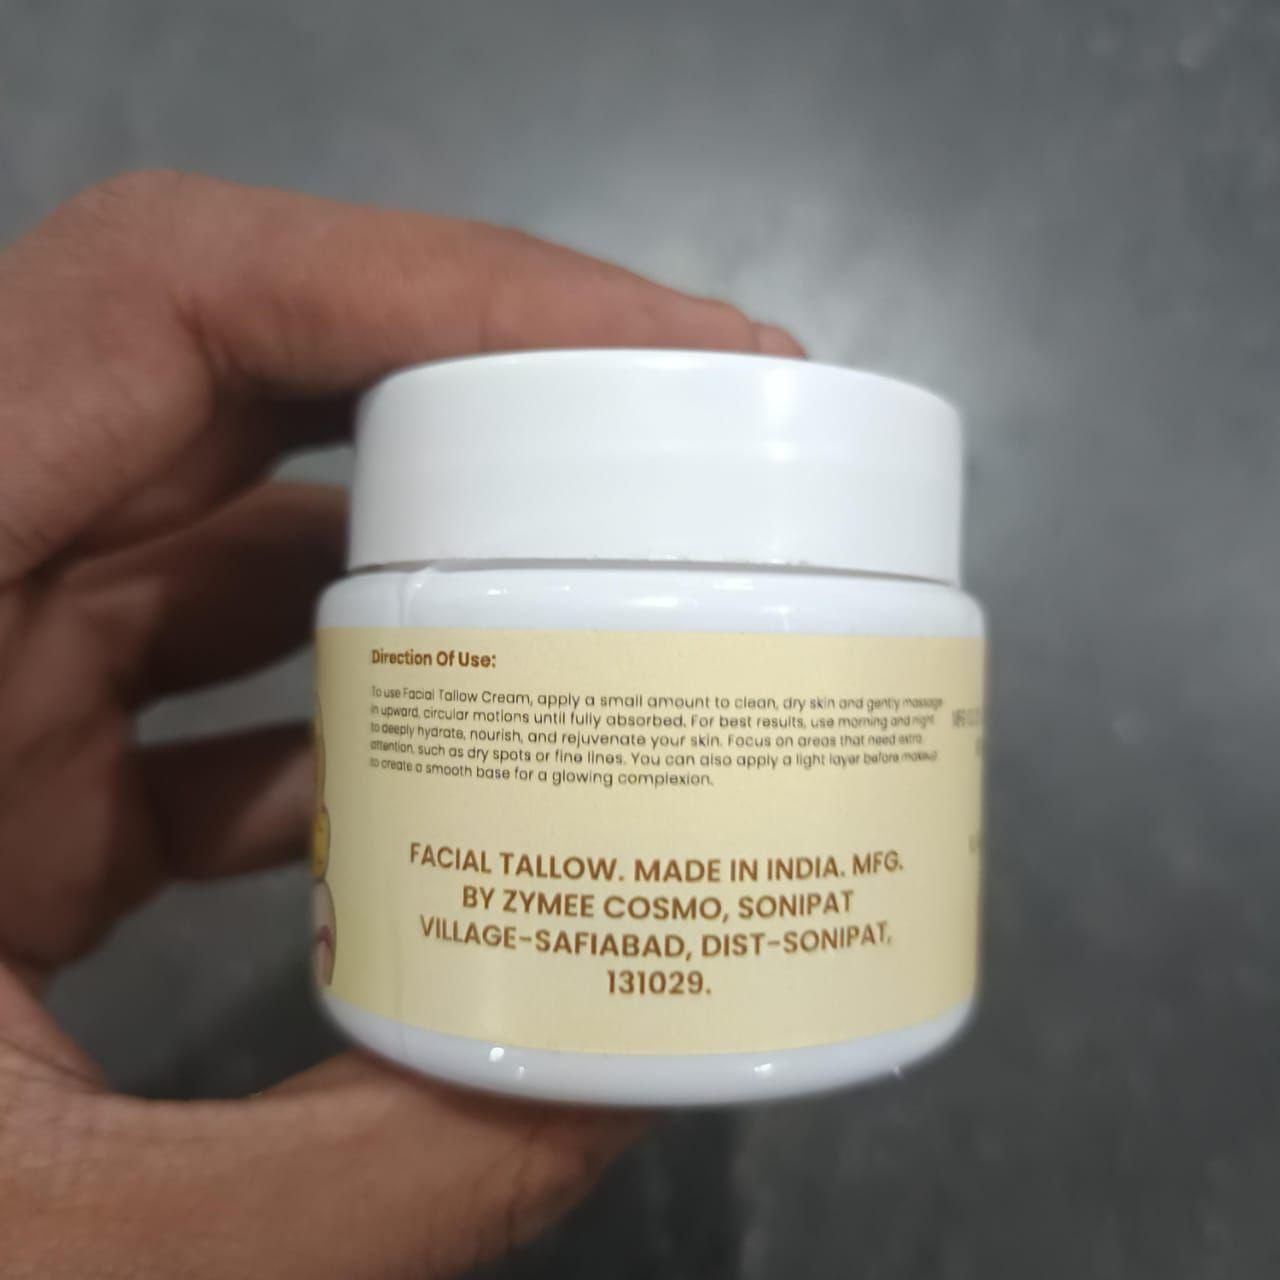 Direction Of Use:
To use Facial Tallow Cream, apply a small amount to clean, dry skin and gently massage
in upward, circular motions until fully absorbed. For best results, use morning and night
to deeply hydrate, nourish, and rejuvenate your skin. Focus on areas that need extra
attention, such as dry spots or fine lines. You can also apply a light layer before makeup
to create a smooth base for a glowing complexion.
FACIAL TALLOW. MADE IN INDIA. MFG.
BY ZYMEE COSMO, SONIPAT
VILLAGE-SAFIABAD, DIST-SONIPAT,
131029.